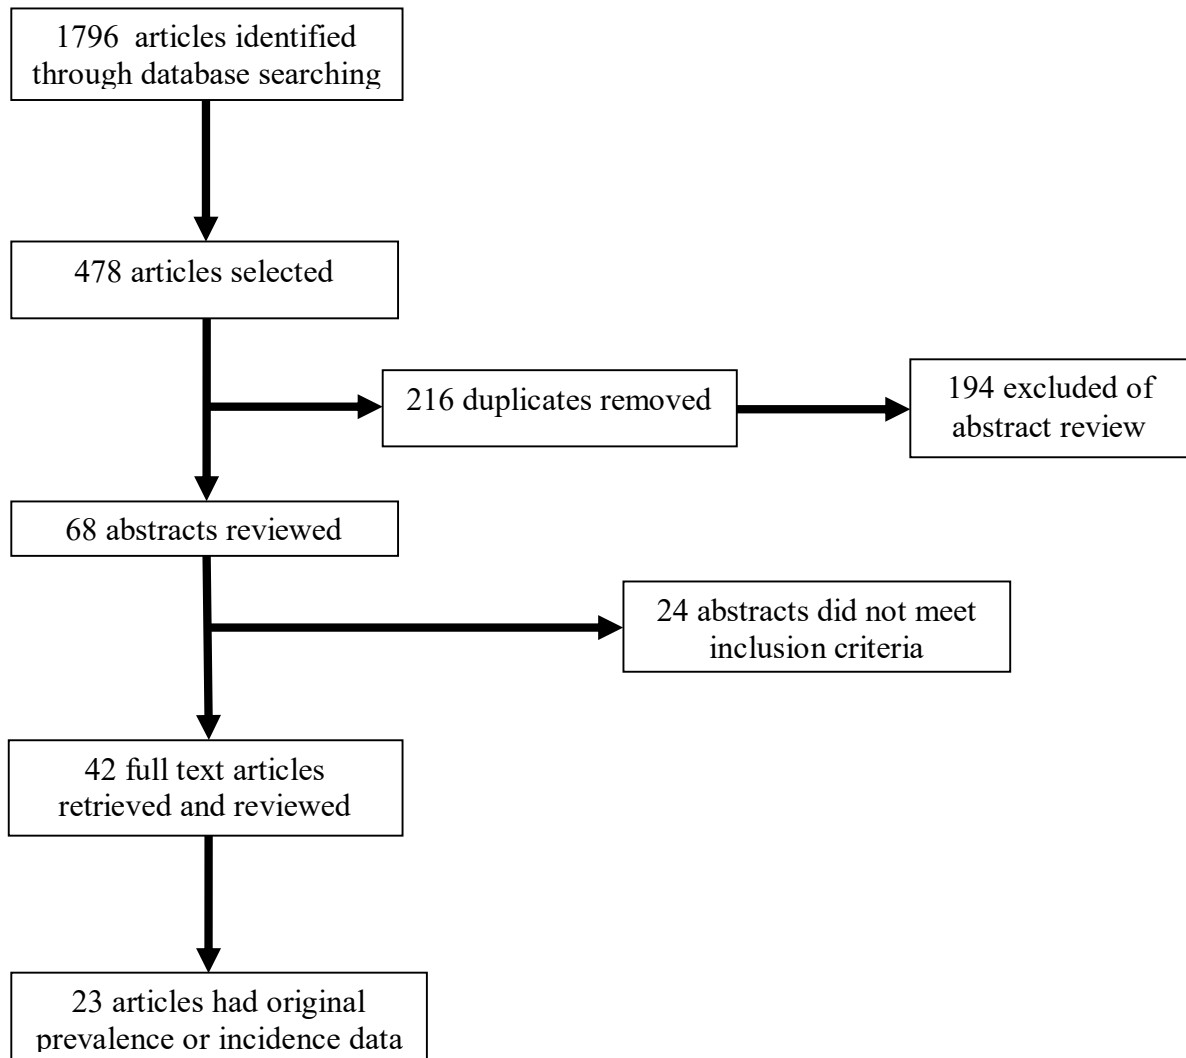 1796 articles identified
through database searching
478 articles selected
216 duplicates removed
194 excluded of
abstract review
68 abstracts reviewed
24 abstracts did not meet
inclusion criteria
42 full text articles
retrieved and reviewed
23 articles had original
prevalence or incidence data